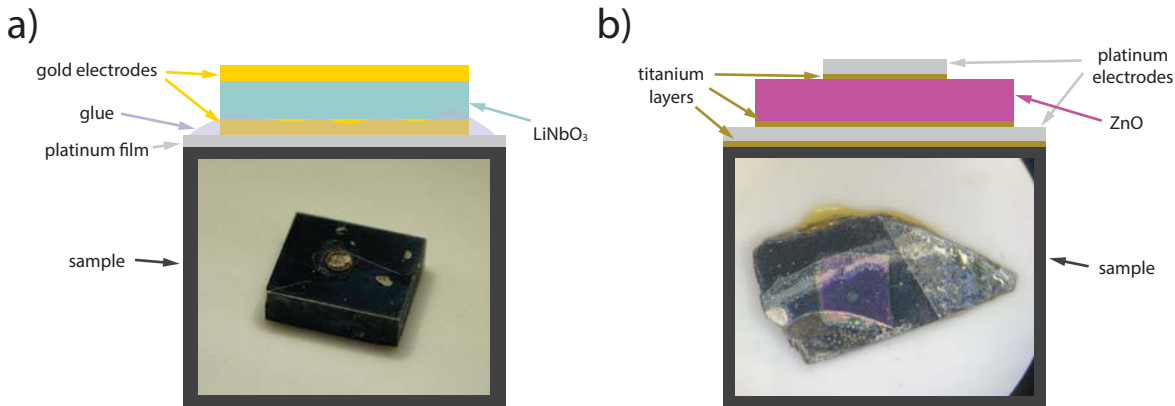 a)
gold electrodes
glue
platinum film
LiNbO₃
sample
b)
titanium
layers
platinum
electrodes
ZnO
sample